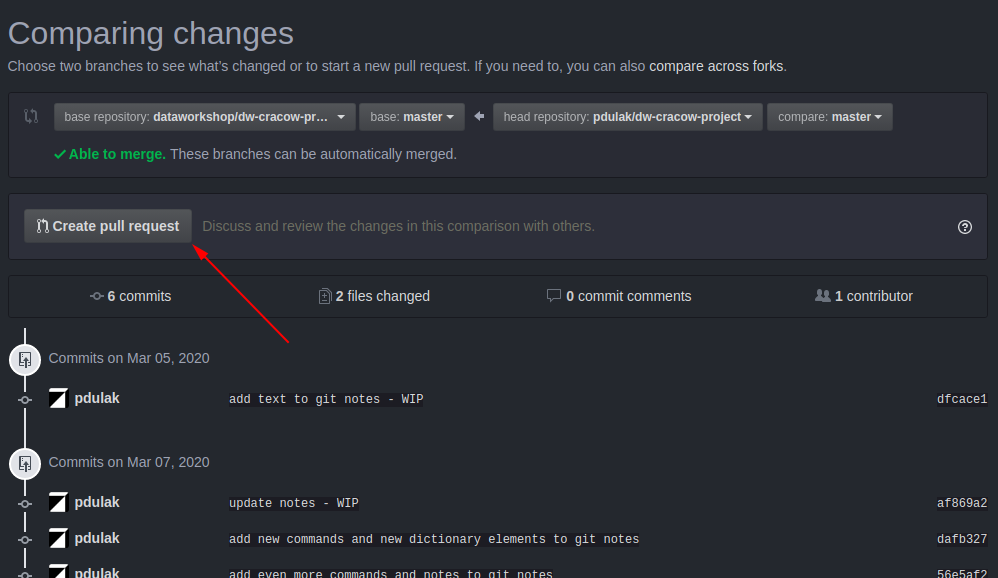 Comparing changes
Choose two branches to see what's changed or to start a new pull request. If you need to, you can also compare across forks.
base repository: dataworkshop/dw-cracow-pr... base: master head repository: pdulak/dw-cracow-project compare: master
Able to merge. These branches can be automatically merged.
Create pull request Discuss and review the changes in this comparison with others.
6 commits 2 files changed 0 commit comments 1 contributor
Commits on Mar 05, 2020
pdulak add text to git notes - WIP dfcace1
Commits on Mar 07, 2020
pdulak update notes - WIP af869a2
pdulak add new commands and new dictionary elements to git notes dafb327
pdulak add even more commands and notes to git notes 56e5af2